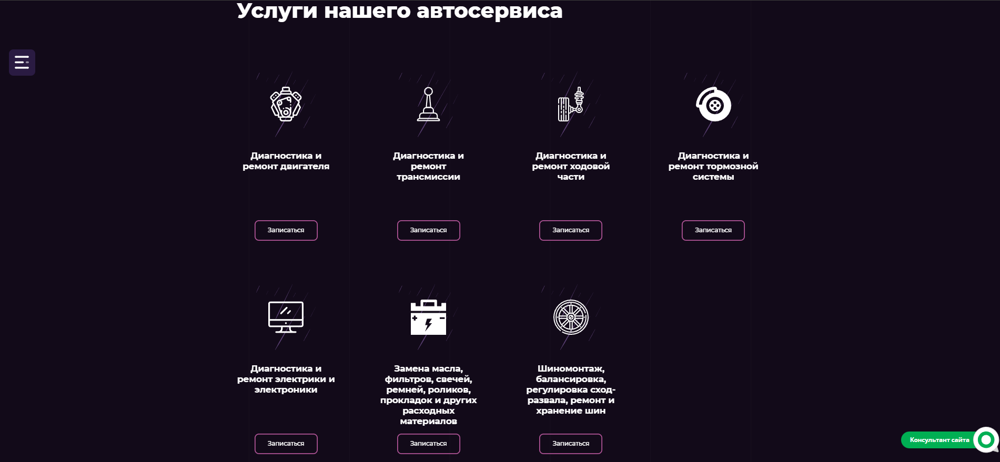 Услуги нашего автосервиса
Диагностика и
ремонт двигателя
Записаться
Диагностика и
ремонт
трансмиссии
Записаться
Диагностика и
ремонт ходовой
части
Записаться
Диагностика и
ремонт тормозной
системы
Записаться
Диагностика и
ремонт электрики и
электроники
Записаться
Замена масла,
фильтров, свечей,
ремней, роликов,
прокладок и других
расходных
материалов
Записаться
Шиномонтаж,
балансировка,
регулировка сход-
развала, ремонт и
хранение шин
Записаться
Консультант сайта